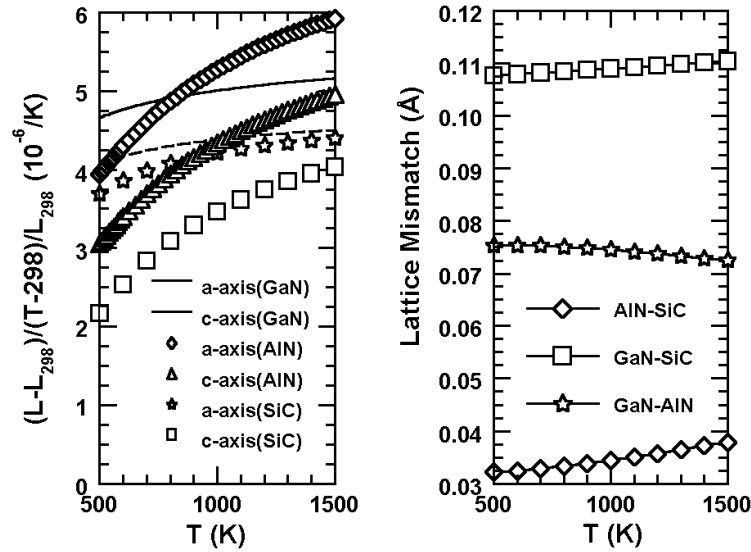 (L-L298)/(T-298)/L298 (10-6/K)
6
5
4
3
2
1
0
500
1000
1500
T (K)
a-axis(GaN)
c-axis(GaN)
a-axis(AlN)
c-axis(AlN)
a-axis(SiC)
c-axis(SiC)
Lattice Mismatch (Å)
0.12
0.11
0.10
0.09
0.08
0.07
0.06
0.05
0.04
0.03
500
1000
1500
T (K)
AlN-SiC
GaN-SiC
GaN-AlN